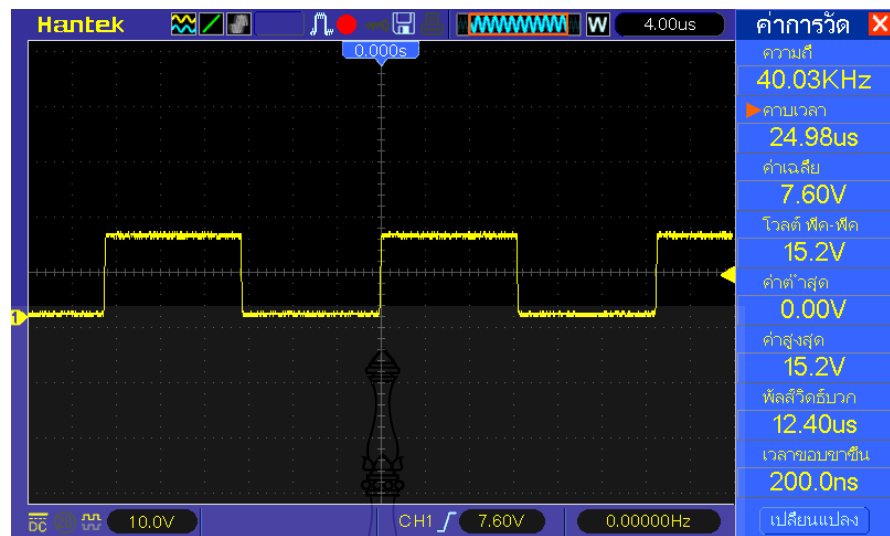 Hantek W 4.00us
0.000s
ค่าการวัด X
ความถี่
40.03KHz
คาบเวลา
24.98us
ค่าเฉลี่ย
7.60V
โวลต์ พีค-พีค
15.2V
ค่าต่ำสุด
0.00V
ค่าสูงสุด
15.2V
พัลส์วิดธ์บวก
12.40us
เวลาขอบขาขึ้น
200.0ns
เปลี่ยนแปลง
1
DC 10.0V CH1 7.60V 0.00000Hz